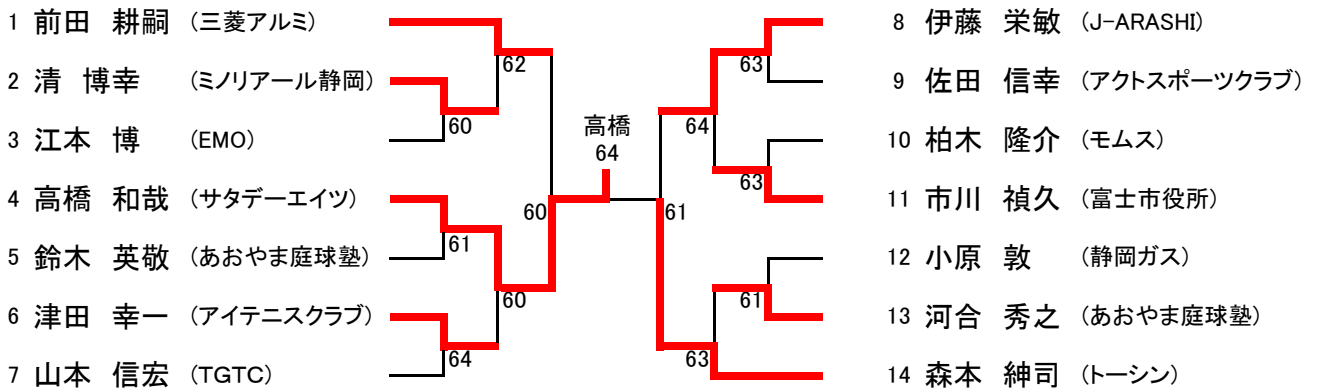 1 前田 耕嗣 (三菱アルミ)
2 清 博幸 (ミノリアール静岡)
3 江本 博 (EMO)
4 高橋 和哉 (サタデーエイツ)
5 鈴木 英敬 (あおやま庭球塾)
6 津田 幸一 (アイテニスクラブ)
7 山本 信宏 (TGTC)
62
60
61
60
64
60
高橋
64
61
63
64
63
61
63
8 伊藤 栄敏 (J-ARASHI)
9 佐田 信幸 (アクトスポーツクラブ)
10 柏木 隆介 (モムス)
11 市川 禎久 (富士市役所)
12 小原 敦 (静岡ガス)
13 河合 秀之 (あおやま庭球塾)
14 森本 紳司 (トーシン)